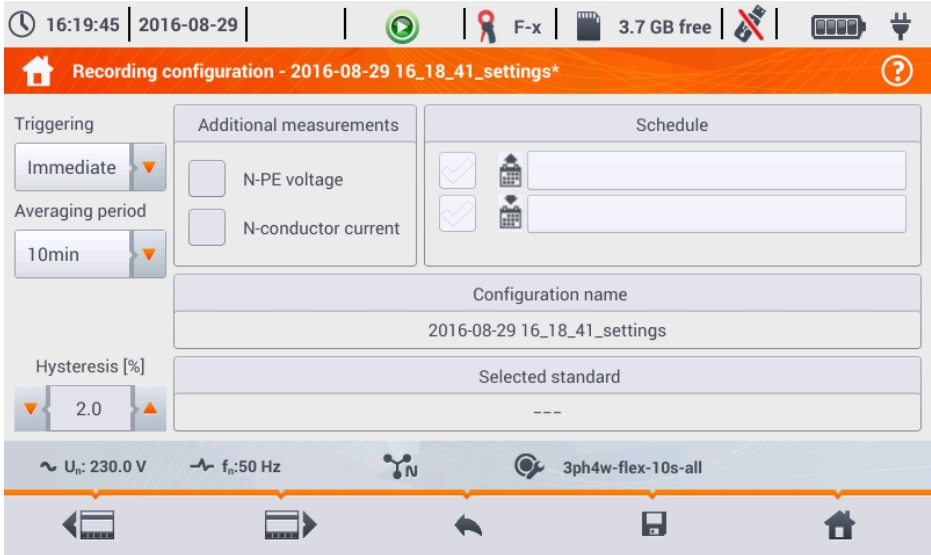 16:19:45 2016-08-29 F-x 3.7 GB free
Recording configuration - 2016-08-29 16_18_41_settings* ?
Triggering
Immediate
Averaging period
10min
Hysteresis [%]
2.0
Additional measurements
N-PE voltage
N-conductor current
Schedule
Configuration name
2016-08-29 16_18_41_settings
Selected standard
---
Uₙ: 230.0 V fₙ:50 Hz N 3ph4w-flex-10s-all